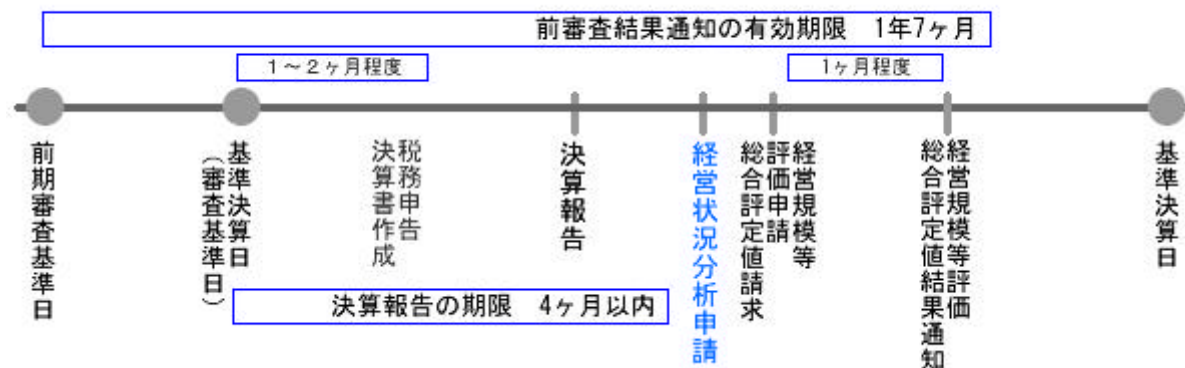 前審査結果通知の有効期限　1年7ヶ月
１～２ヶ月程度
1ヶ月程度
前期審査基準日
基準決算日
（審査基準日）
税務申告
決算書作成
決算報告
経営状況分析申請
経営規模等
評価申請
総合評定値請求
経営規模等評価
総合評定値結果通知
基準決算日
決算報告の期限　4ヶ月以内